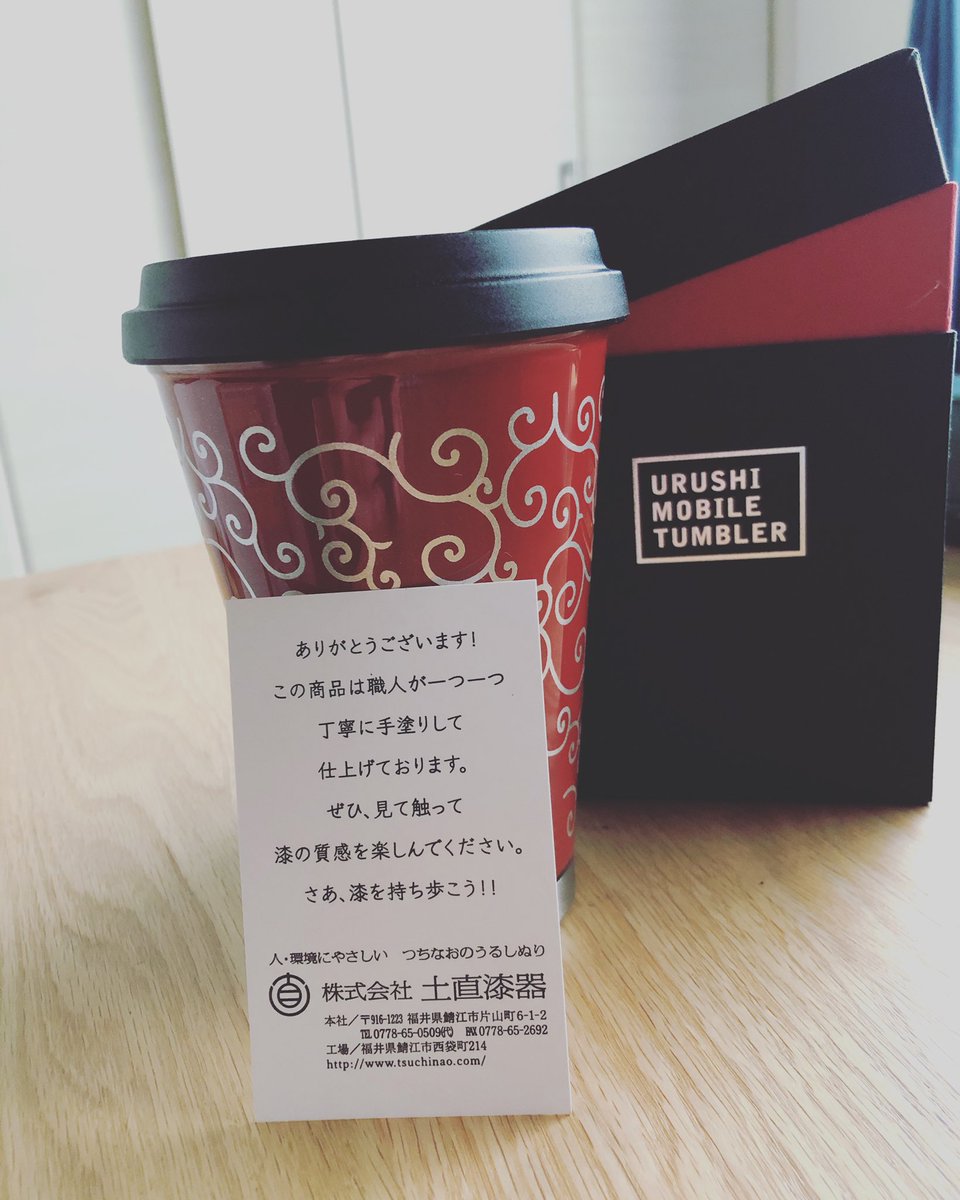 URUSHI
MOBILE
TUMBLER
ありがとうございます!
この商品は職人が一つ一つ
丁寧に手塗りして
仕上げております。
ぜひ、見て触って
漆の質感を楽しんでください。
さあ、漆を持ち歩こう!!
人・環境にやさしい つちなおのうるしぬり
株式会社 土直漆器
本社/〒916-1223 福井県鯖江市片山町6-1-2
TEL 0778-65-0509(代) FAX 0778-65-2692
工場/福井県鯖江市西袋町214
http://www.tsuchinao.com/